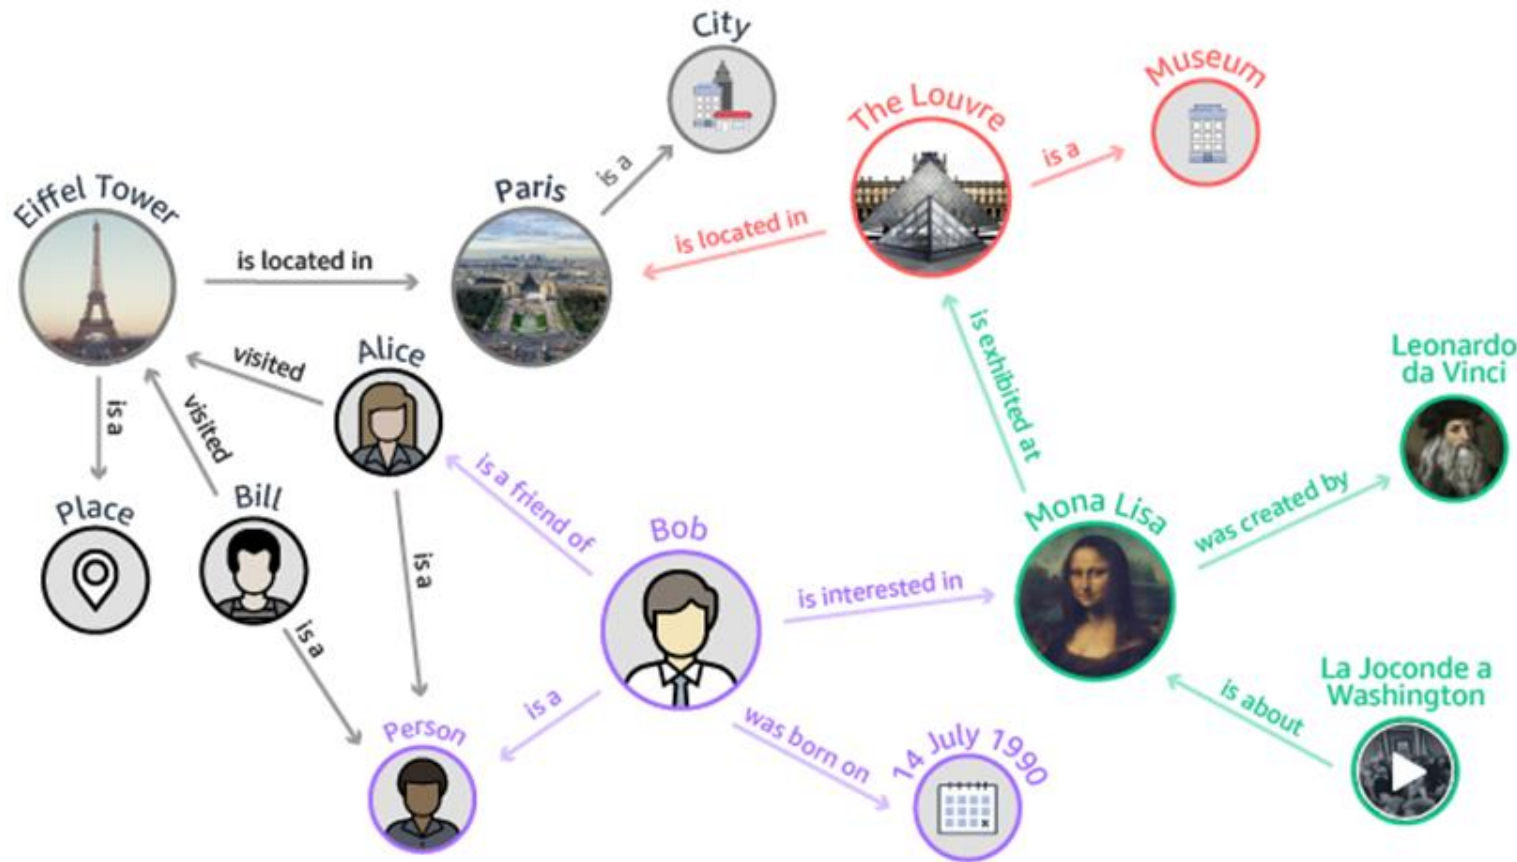 City
Museum
The Louvre
is a
is a
Eiffel Tower
Paris
is located in
is located in
Alice
visited
is exhibited at
Leonardo
da Vinci
is a
visited
is a friend of
Place
Bill
Bob
Mona Lisa
was created by
is a
is interested in
is a
La Joconde a
Washington
is about
is a
Person
was born on
14 July 1990